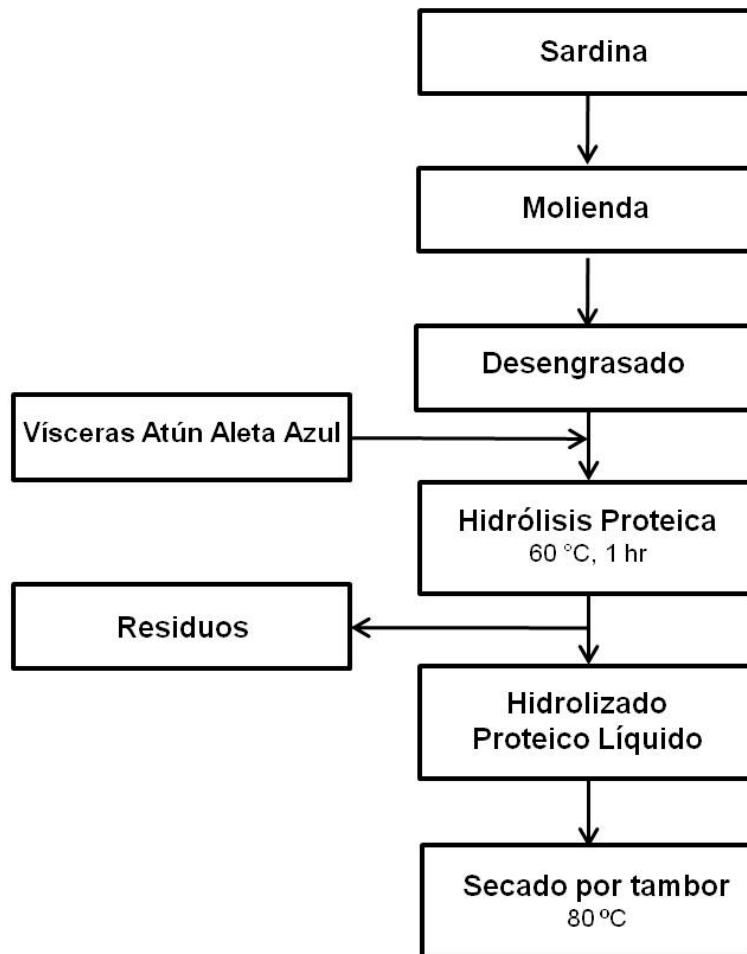 Sardina
Molienda
Desengrasado
Vísceras Atún Aleta Azul
Hidrólisis Proteica
60 °C, 1 hr
Residuos
Hidrolizado
Proteico Líquido
Secado por tambor
80 ºC